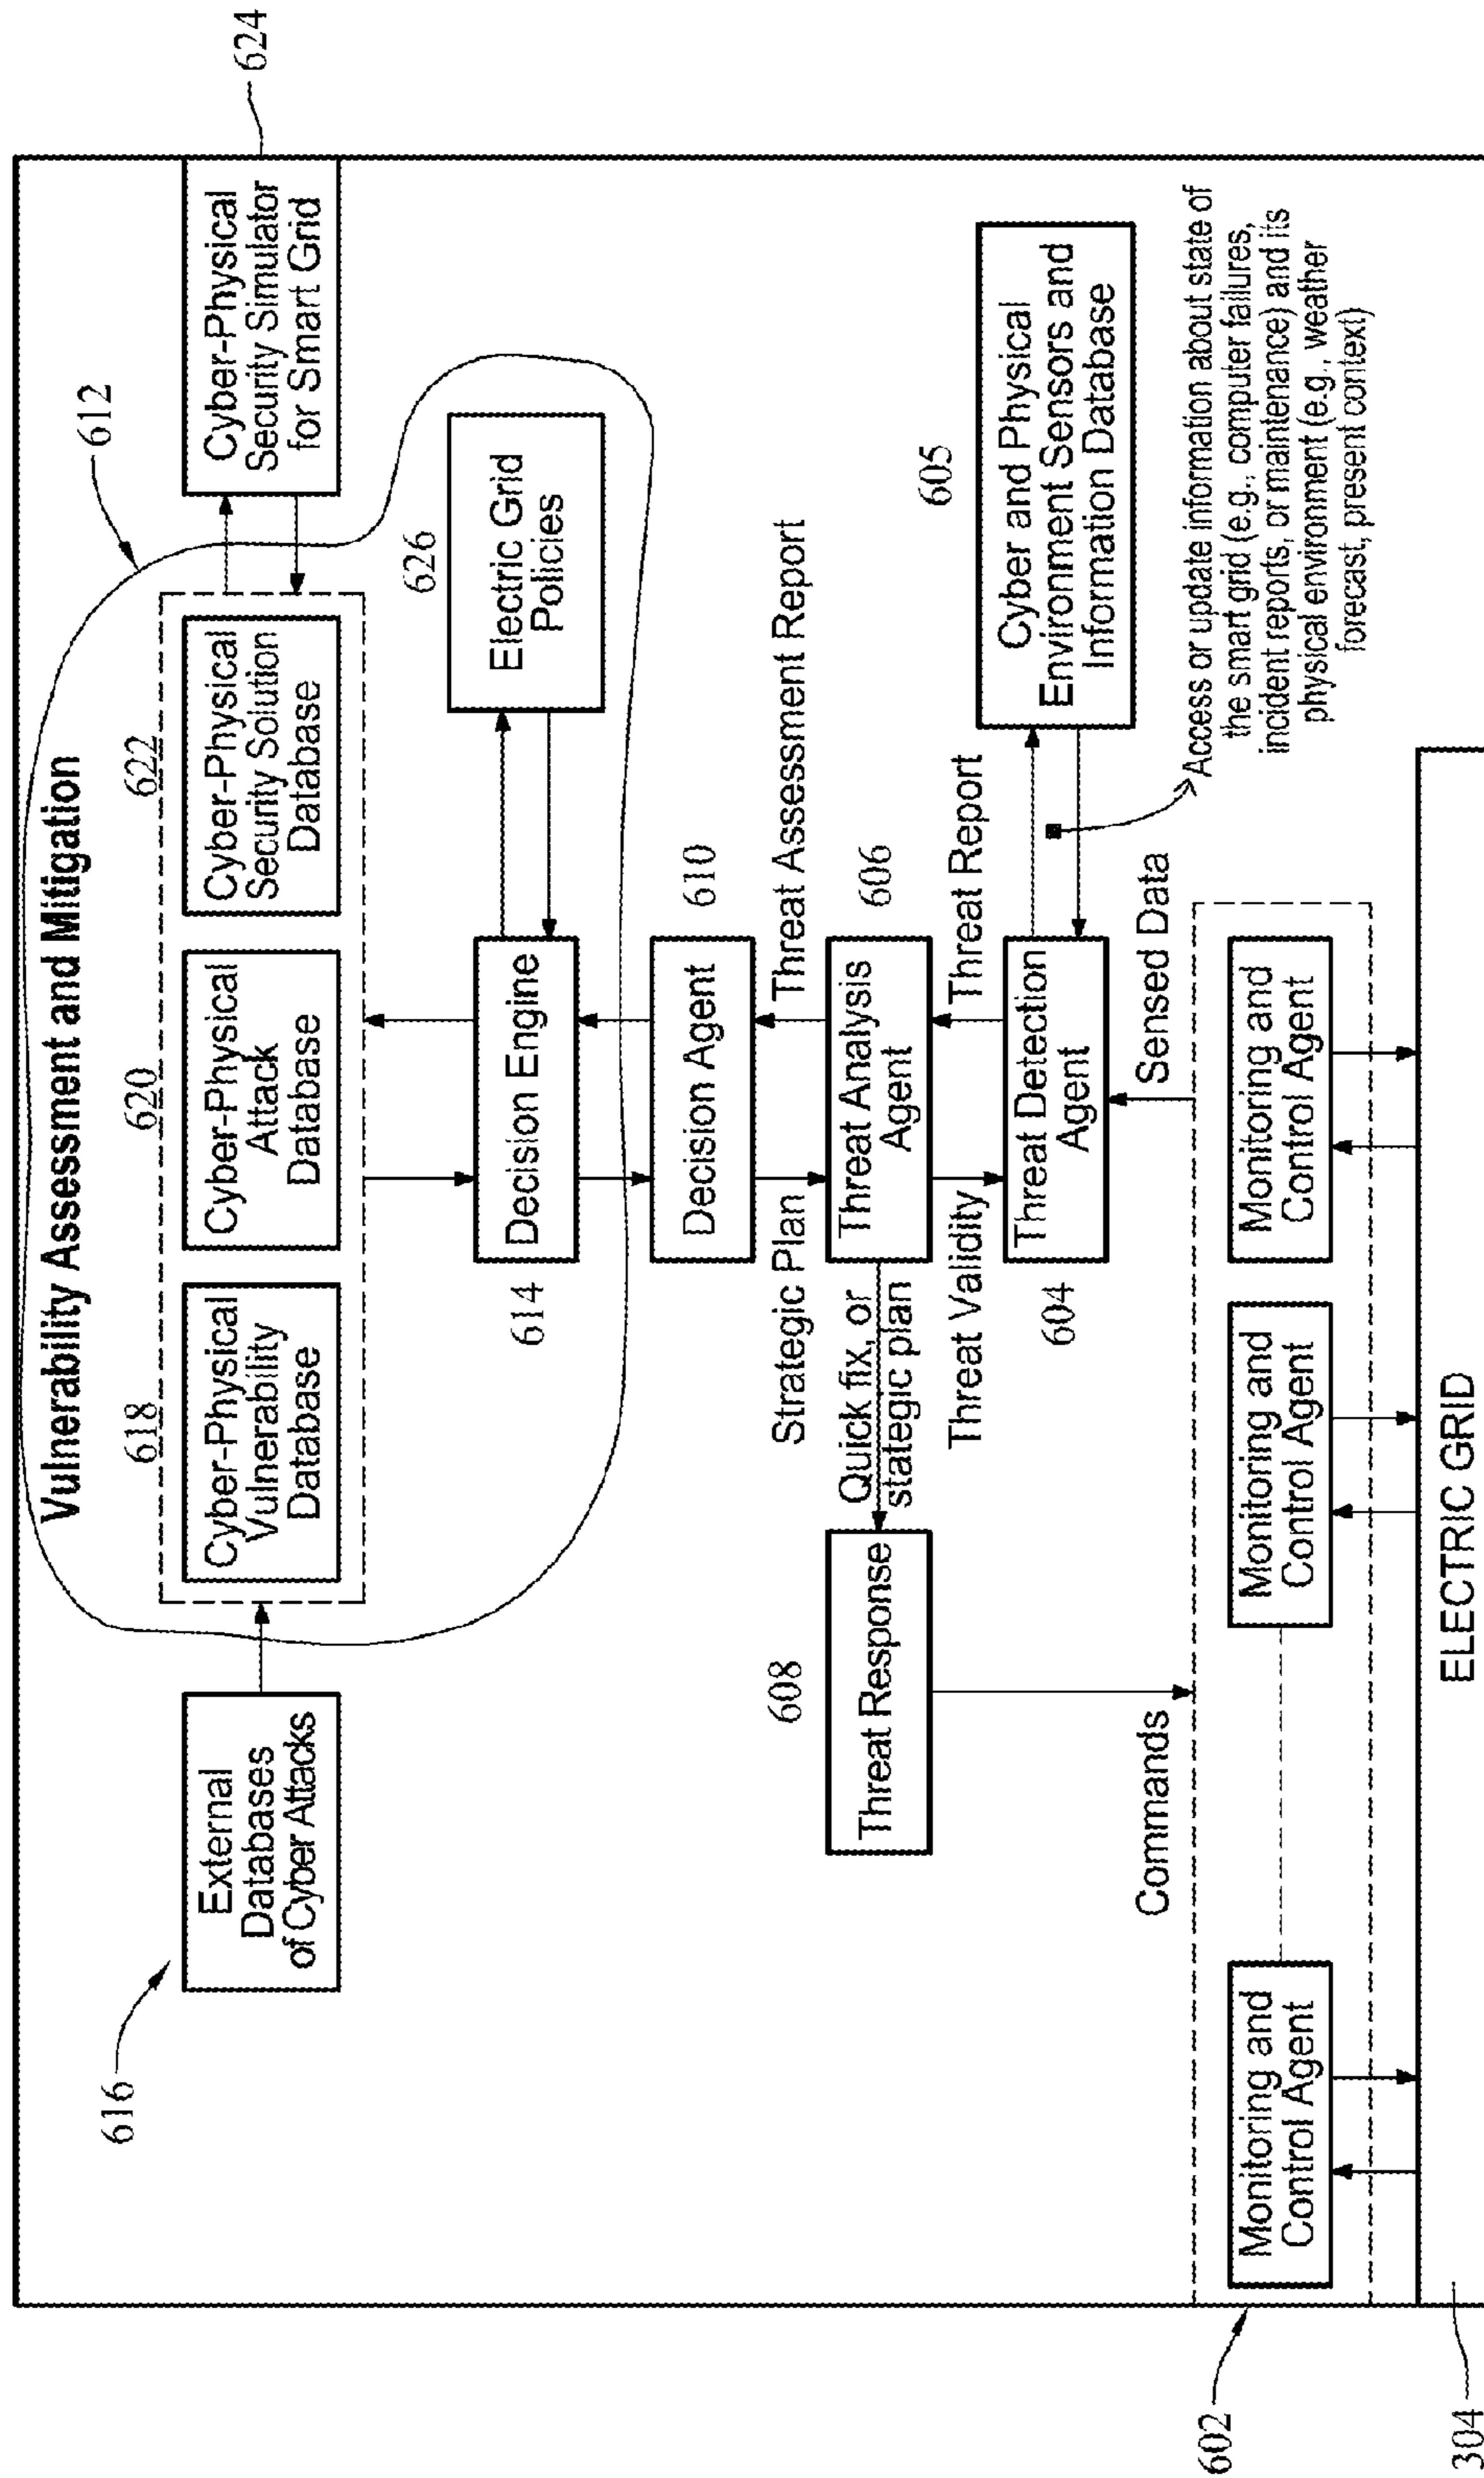 Vulnerability Assessment and Mitigation
612
624
616
External
Databases
of Cyber Attacks
618
Cyber-Physical
Vulnerability
Database
620
Cyber-Physical
Attack
Database
622
Cyber-Physical
Security Solution
Database
Cyber-Physical
Security Simulator
for Smart Grid
614
Decision Engine
626
Electric Grid
Policies
Decision Agent
610
Strategic Plan
Threat Assessment Report
608
Threat Response
Quick fix, or
stategic plan
Threat Analysis
Agent
606
Threat Validity
Threat Report
604
Threat Detection
Agent
605
Cyber and Physical
Environment Sensors and
Information Database
Commands
Sensed Data
Access or update information about state of
the smart grid (e.g., computer failures,
incident reports, or maintenance) and its
physical environment (e.g., weather
forecast, present context)
602
Monitoring and
Control Agent
Monitoring and
Control Agent
Monitoring and
Control Agent
304
ELECTRIC GRID